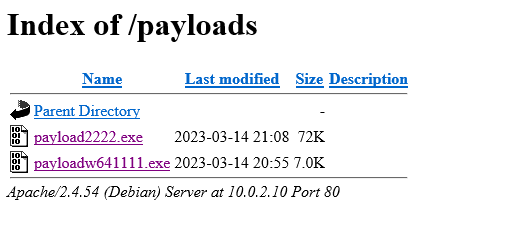 Index of /payloads
Name Last modified Size Description
Parent Directory -
payload2222.exe 2023-03-14 21:08 72K
payloadw641111.exe 2023-03-14 20:55 7.0K
Apache/2.4.54 (Debian) Server at 10.0.2.10 Port 80